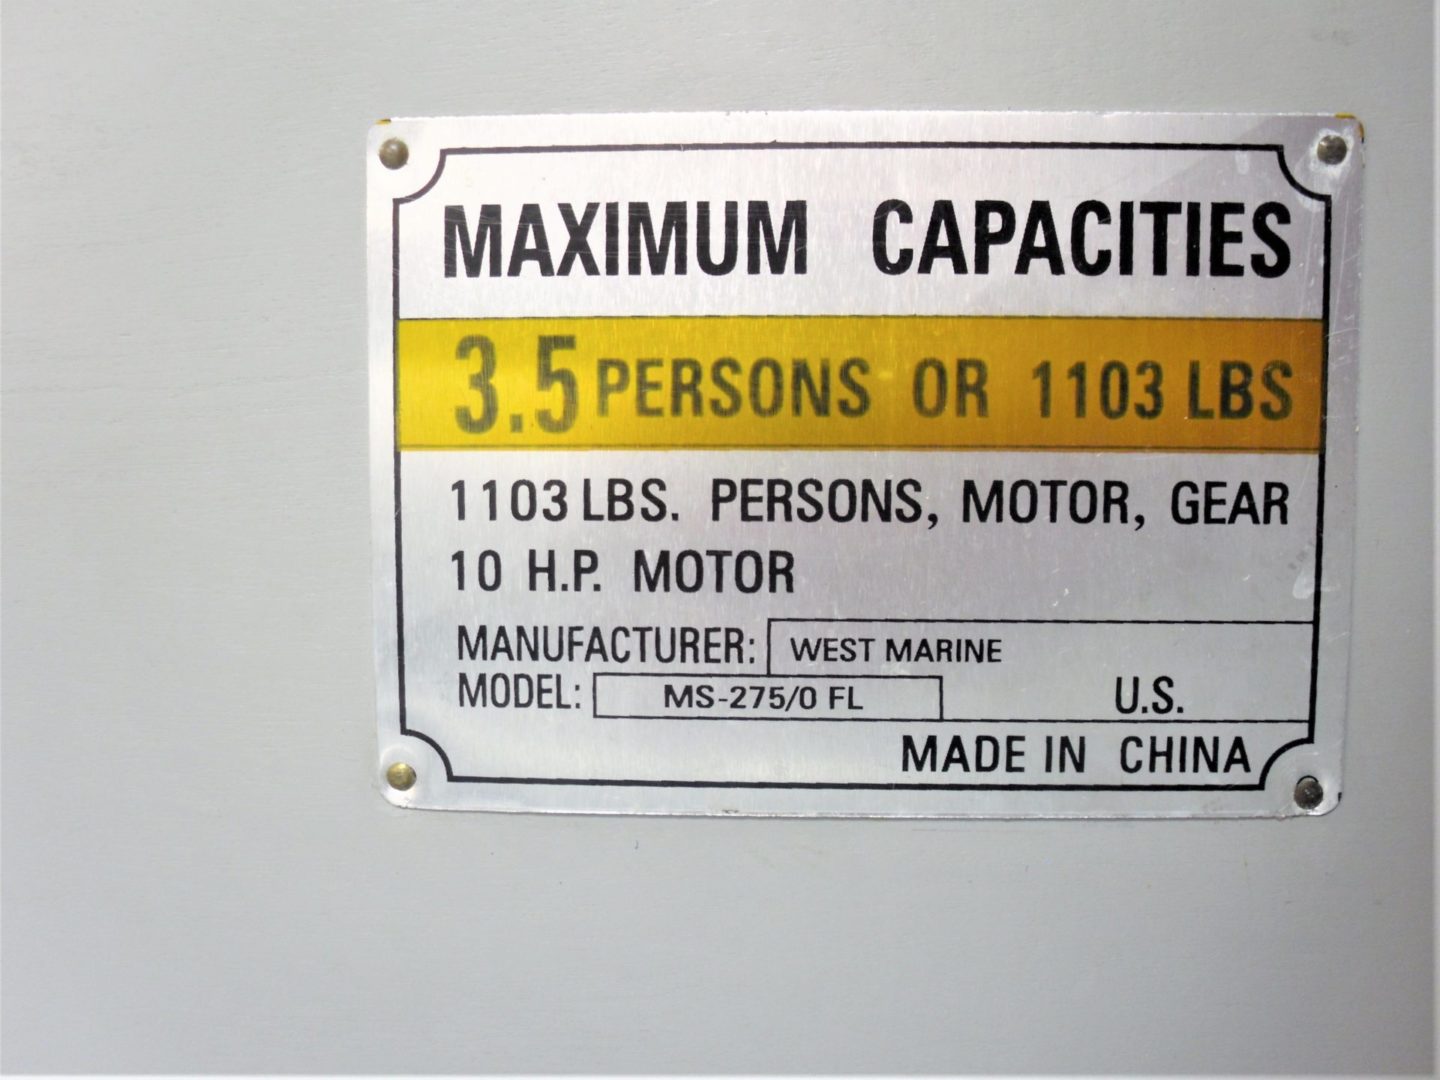 MAXIMUM CAPACITIES
3.5 PERSONS OR 1103 LBS
1103 LBS. PERSONS, MOTOR, GEAR
10 H.P. MOTOR
MANUFACTURER: WEST MARINE
MODEL: MS-275/0 FL U.S.
MADE IN CHINA